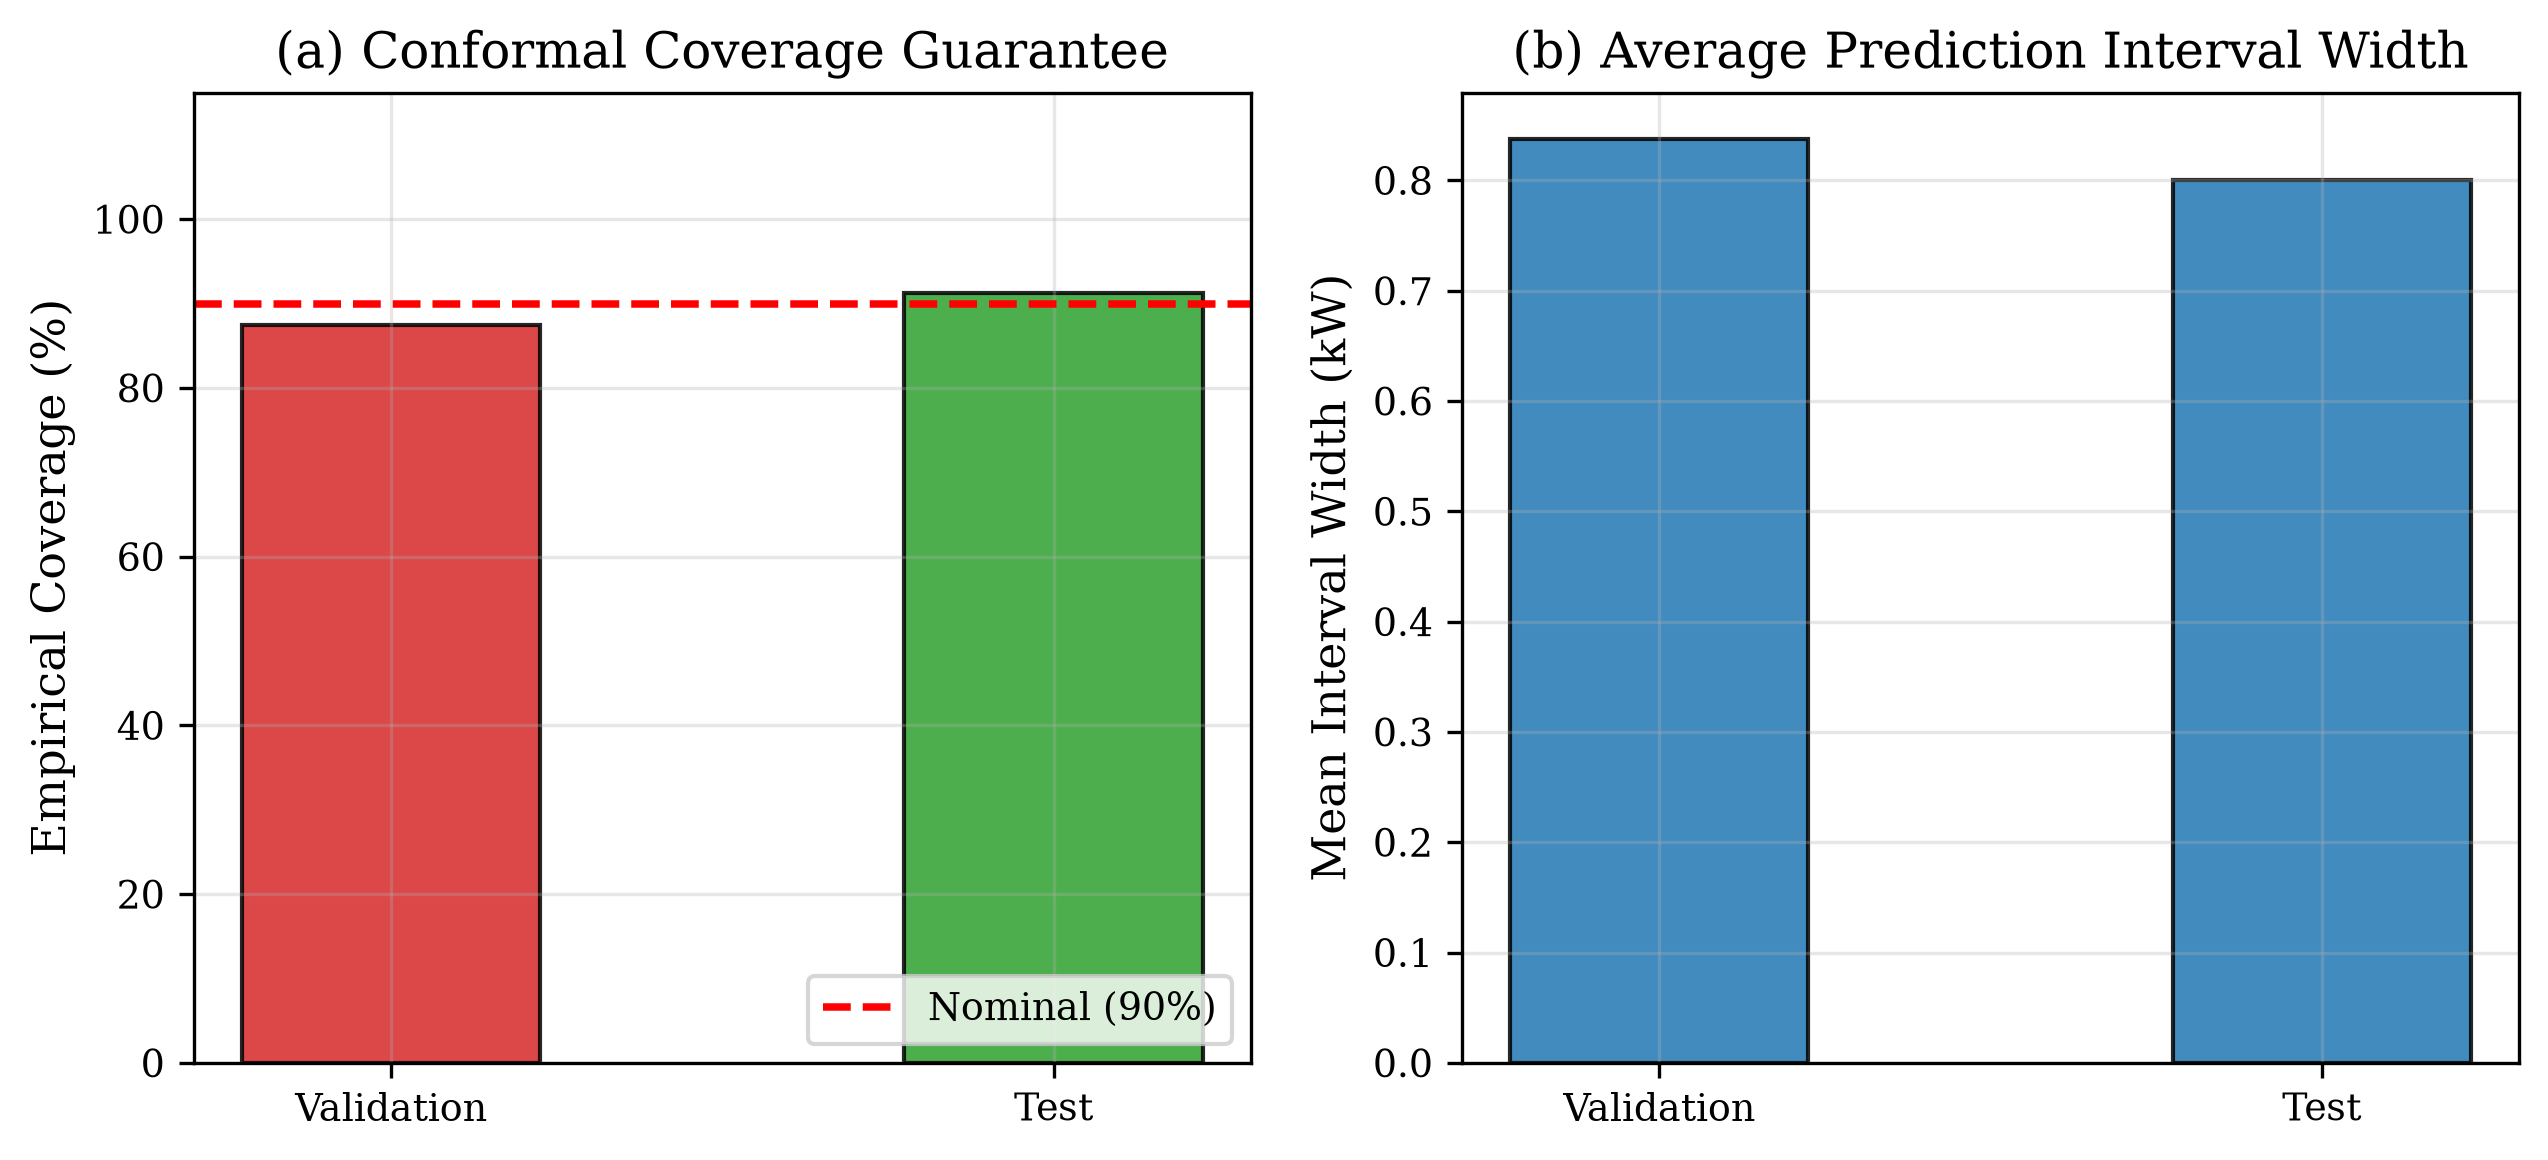 (a) Conformal Coverage Guarantee
Empirical Coverage (%)
100
80
60
40
20
0
Validation
Test
Nominal (90%)
(b) Average Prediction Interval Width
Mean Interval Width (kW)
0.8
0.7
0.6
0.5
0.4
0.3
0.2
0.1
0.0
Validation
Test